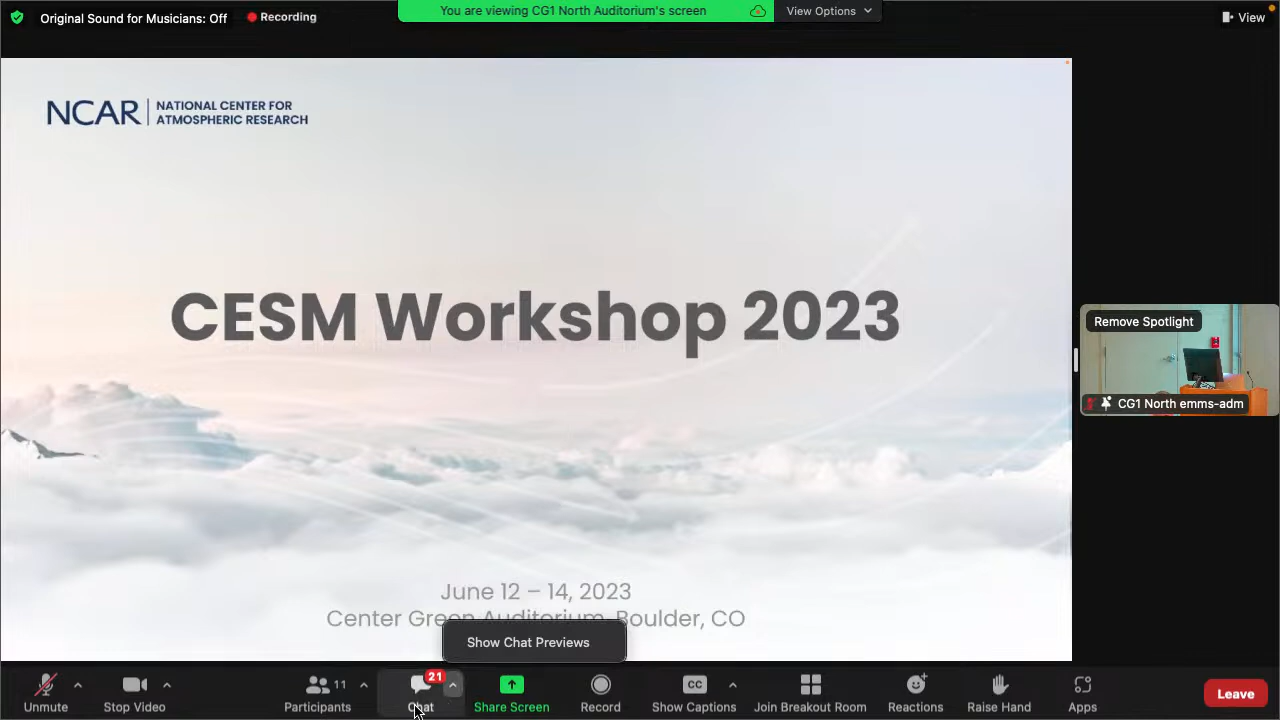 Original Sound for Musicians: Off
Recording
You are viewing CG1 North Auditorium's screen
View Options
View
NCAR
NATIONAL CENTER FOR
ATMOSPHERIC RESEARCH
CESM Workshop 2023
Remove Spotlight
CG1 North emms-adm
June 12 – 14, 2023
Center Green Auditorium, Boulder, CO
Show Chat Previews
Unmute
Stop Video
Participants
11
Chat
21
Share Screen
Record
CC
Show Captions
Join Breakout Room
Reactions
Raise Hand
Apps
Leave